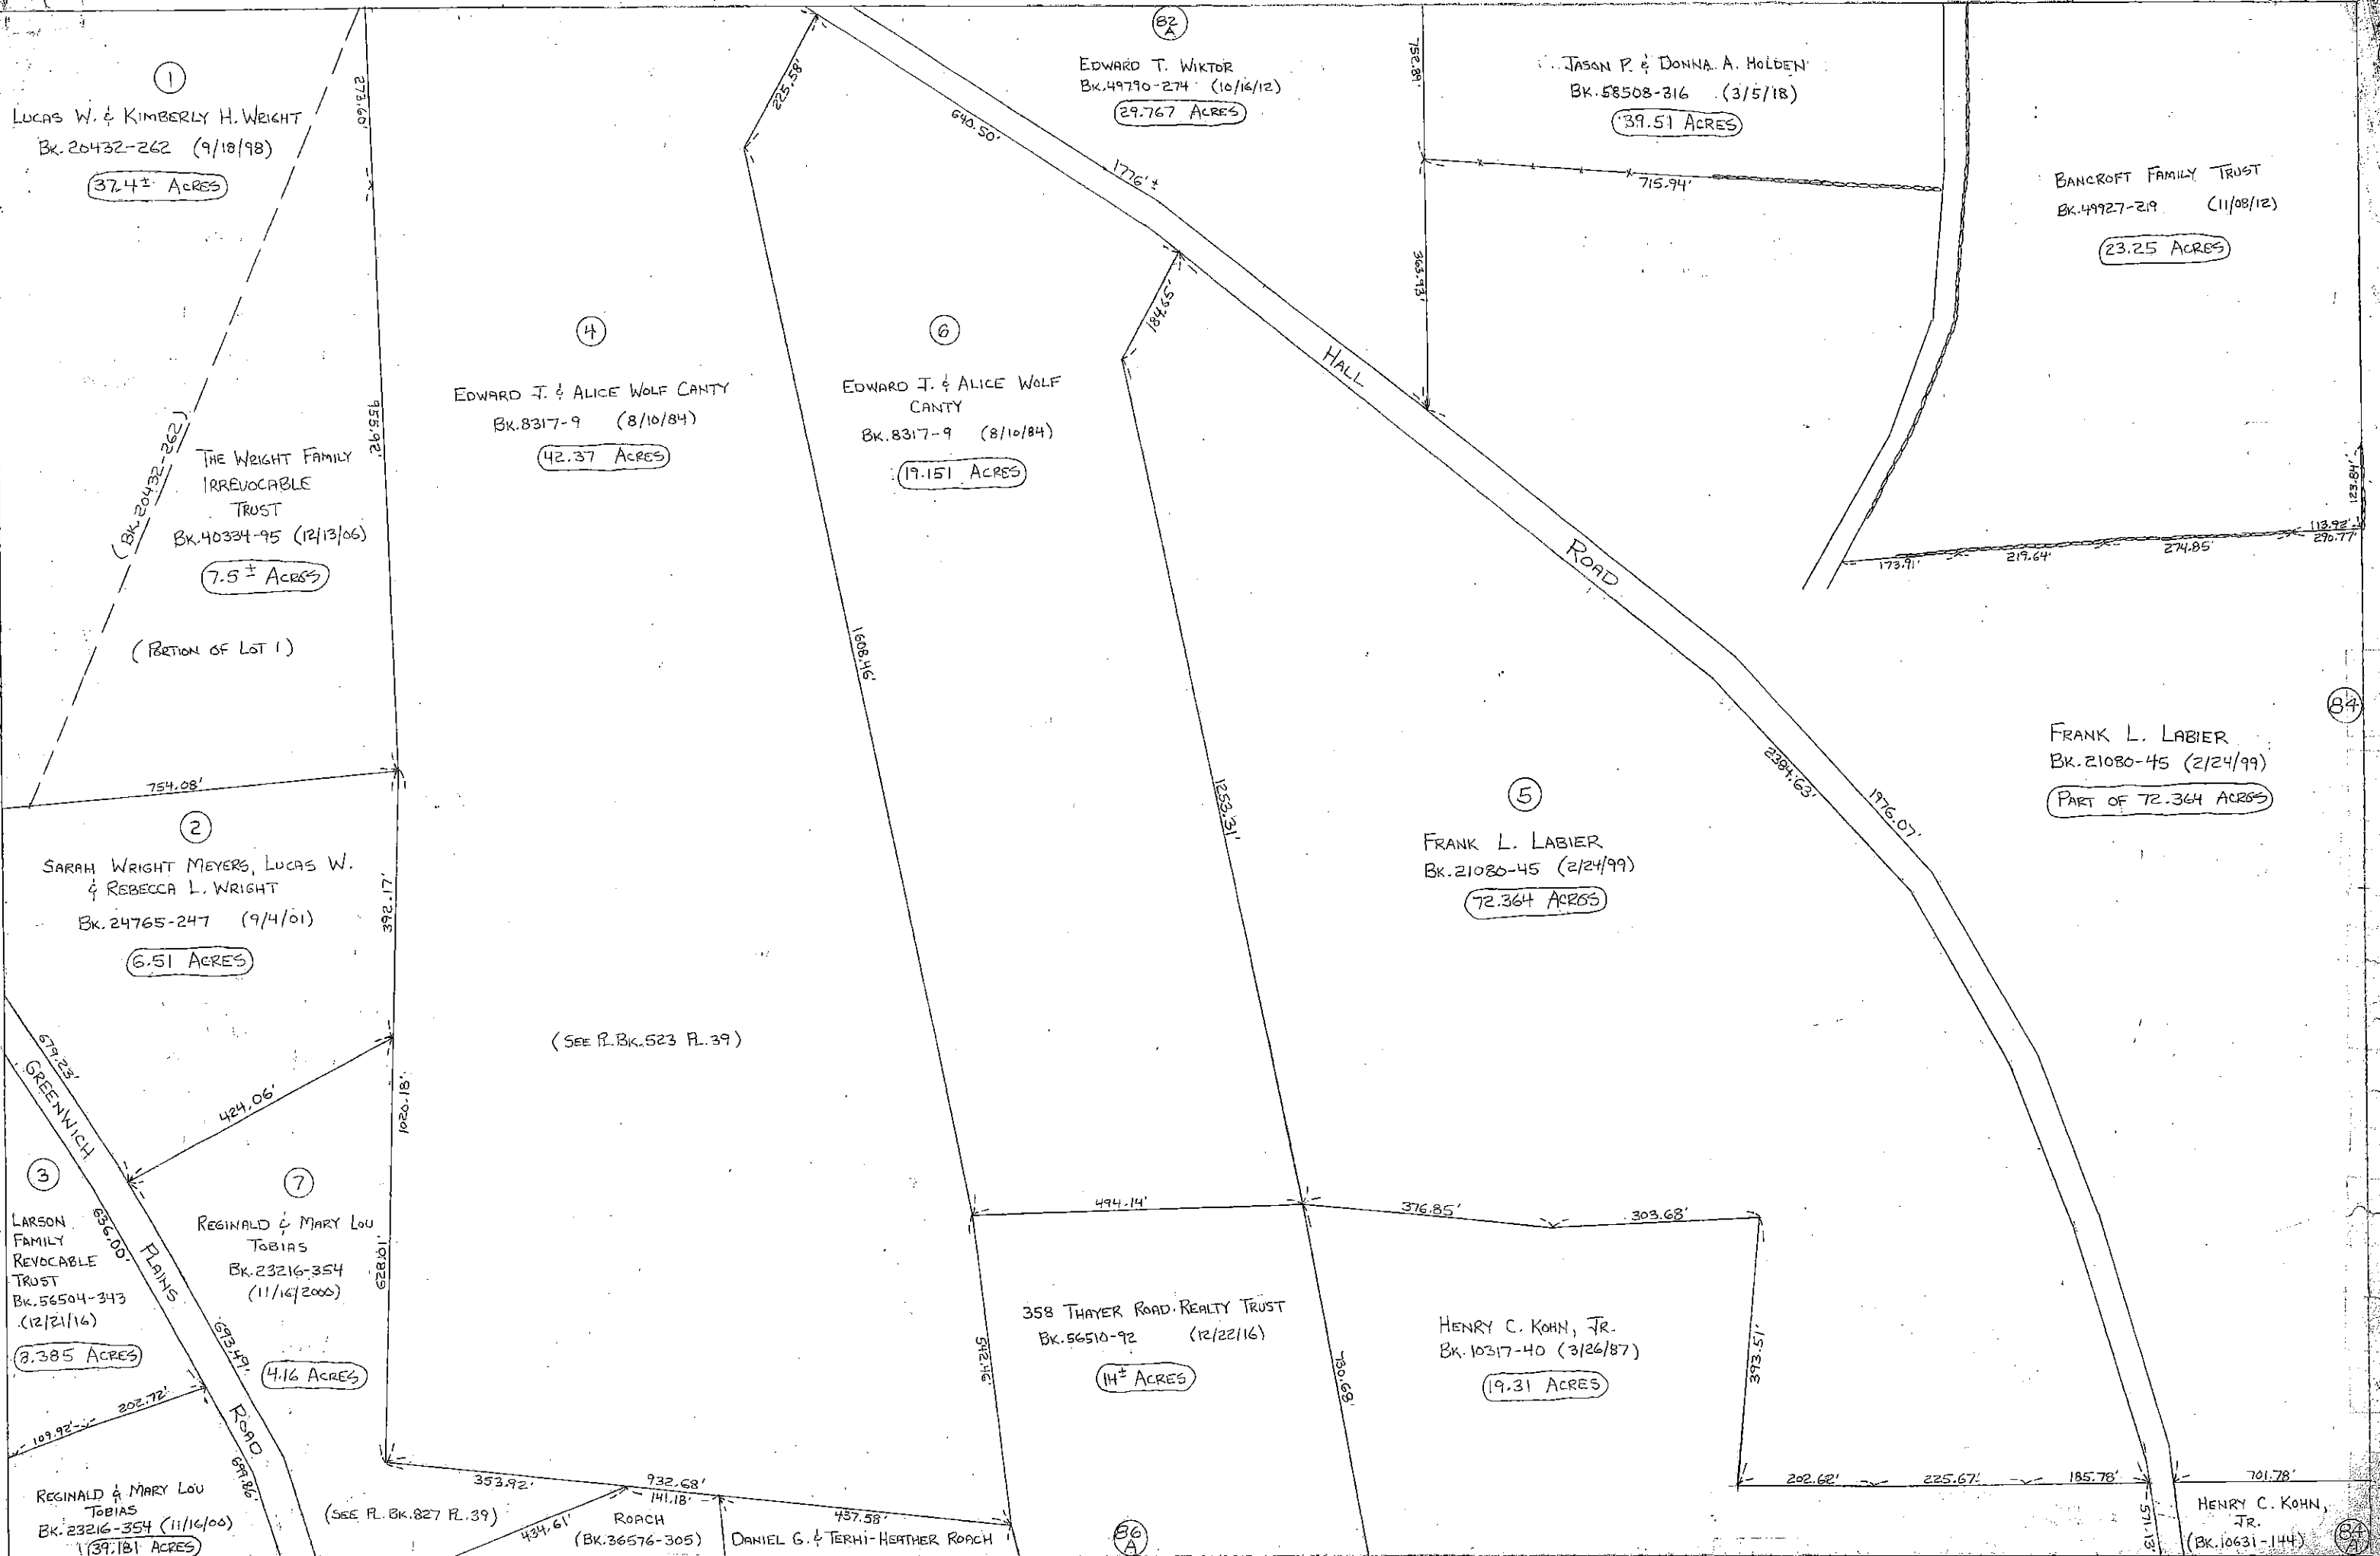 1
LUCAS W. & KIMBERLY H. WRIGHT
BK. 20432-262 (9/18/98)
37.4± ACRES
273.60'
955.92'
(BK. 20432-262)
THE WRIGHT FAMILY
IRREVOCABLE
TRUST
BK.40334-95 (12/13/06)
7.5± ACRES
(PORTION OF LOT 1)
754.08'
2
SARAH WRIGHT MEYERS, LUCAS W.
& REBECCA L. WRIGHT
BK. 24765-247 (9/4/01)
6.51 ACRES
392.17'
1020.18'
628.01'
679.23'
424.06'
GREENWICH PLAINS ROAD
636.00'
693.49'
699.86'
3
LARSON
FAMILY
REVOCABLE
TRUST
BK.56504-343
(12/21/16)
8.385 ACRES
109.92'
202.72'
7
REGINALD & MARY LOU
TOBIAS
BK.23216-354
(11/16/2000)
4.16 ACRES
REGINALD & MARY LOU
TOBIAS
BK.23216-354 (11/16/00)
(39.181 ACRES)
(SEE PL.BK.827 PL.39)
4
EDWARD J. & ALICE WOLF CANTY
BK.8317-9 (8/10/84)
42.37 ACRES
(SEE PL.BK.523 PL.39)
353.92'
932.68'
141.18'
437.58'
434.61'
ROACH
(BK.36576-305)
DANIEL G. & TERHI-HEATHER ROACH
225.58'
640.50'
1776'±
6
EDWARD J. & ALICE WOLF
CANTY
BK.8317-9 (8/10/84)
19.151 ACRES
184.65'
1608.46'
1253.31'
494.14'
542.46'
358 THAYER ROAD REALTY TRUST
BK.56510-92 (12/22/16)
14± ACRES
730.68'
86
A
82
A
EDWARD T. WIKTOR
BK.49790-274 (10/16/12)
29.767 ACRES
752.89'
363.93'
HALL ROAD
JASON P. & DONNA A. HOLDEN
BK.58508-316 (3/5/18)
39.51 ACRES
715.94'
BANCROFT FAMILY TRUST
BK.49927-219 (11/08/12)
23.25 ACRES
123.84'
113.92'
290.77'
173.91'
219.64'
274.85'
84
FRANK L. LABIER
BK.21080-45 (2/24/99)
PART OF 72.364 ACRES
2384.63'
1976.07'
5
FRANK L. LABIER
BK.21080-45 (2/24/99)
72.364 ACRES
376.85'
303.68'
HENRY C. KOHN, JR.
BK.10317-40 (3/26/87)
19.31 ACRES
393.51'
202.62'
225.67'
185.78'
701.78'
571.13'
HENRY C. KOHN,
JR.
(BK.10631-144)
84
A